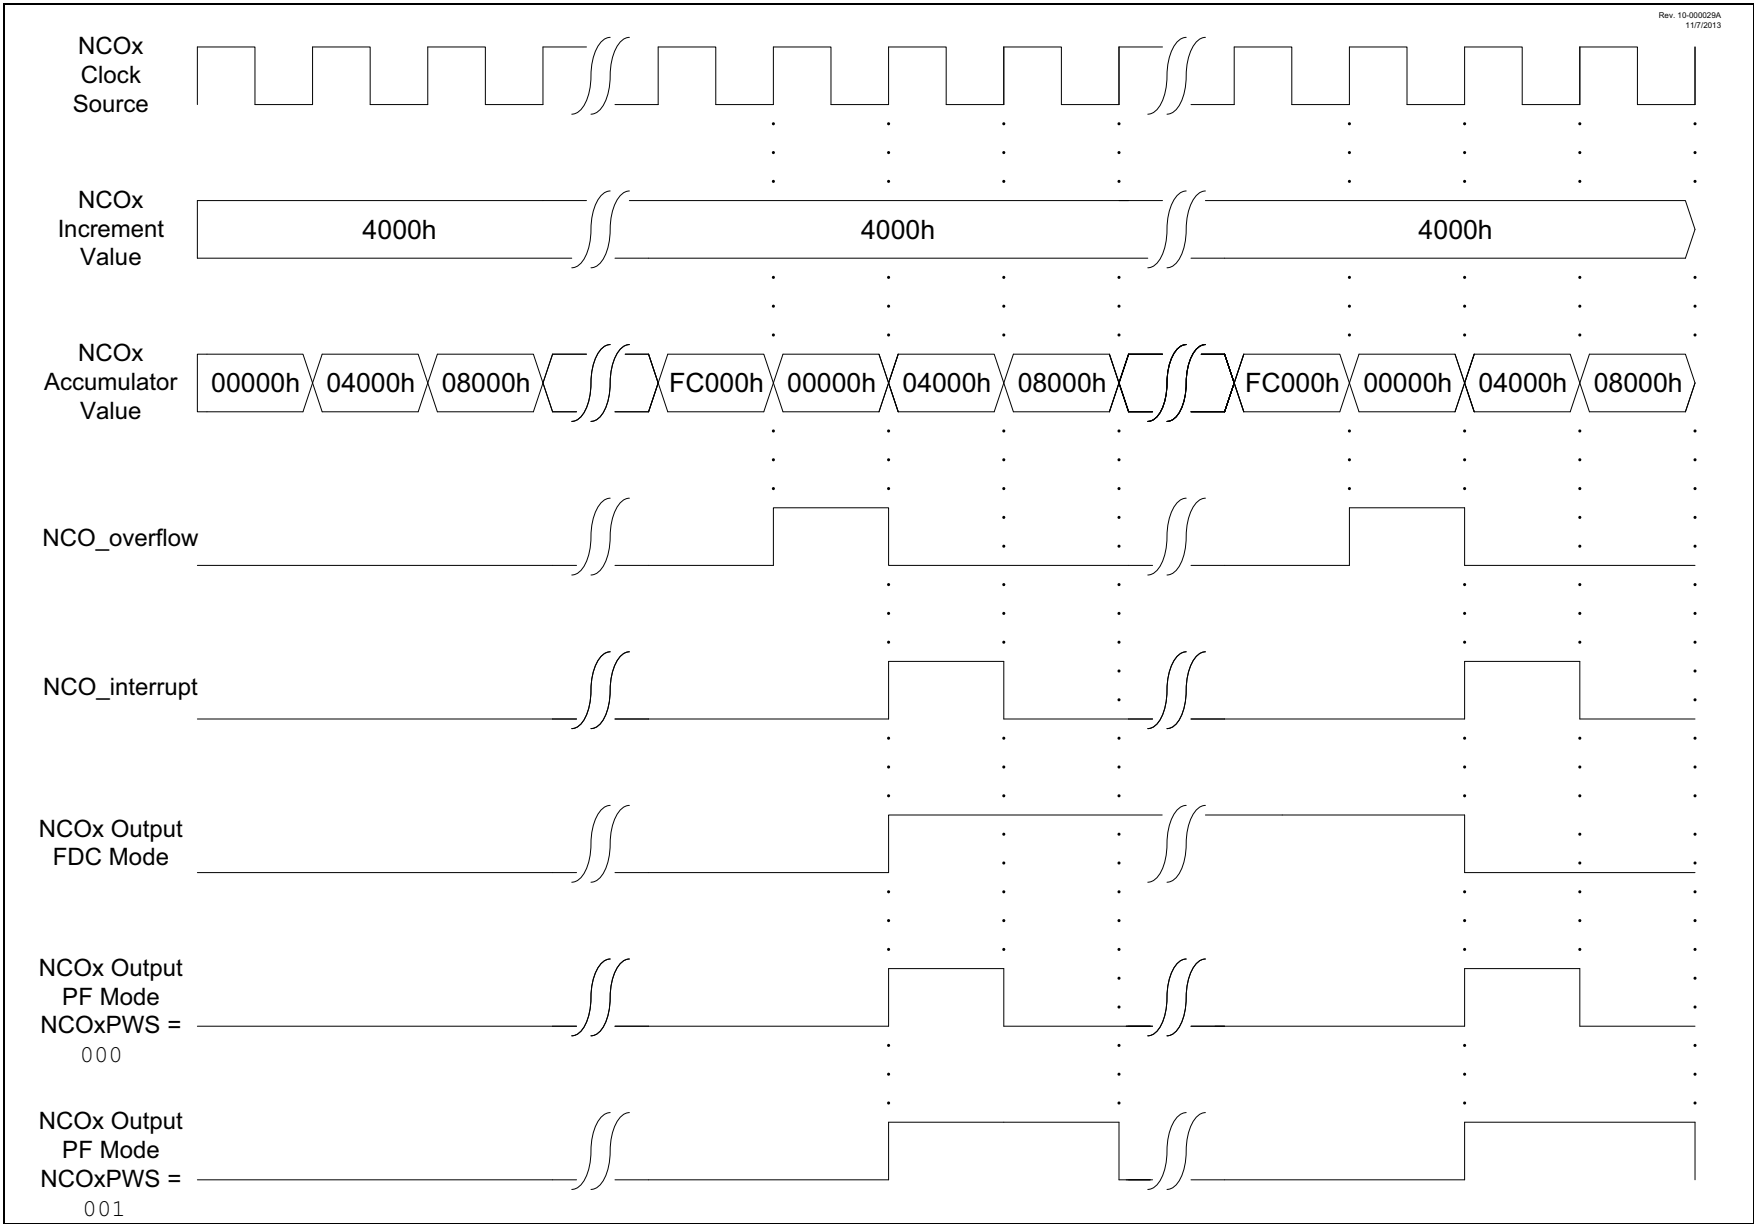 Rev. 10-000029A
11/7/2013
NCOx
Clock
Source
NCOx
Increment
Value
4000h
4000h
4000h
NCOx
Accumulator
Value
00000h
04000h
08000h
FC000h
00000h
04000h
08000h
FC000h
00000h
04000h
08000h
NCO_overflow
NCO_interrupt
NCOx Output
FDC Mode
NCOx Output
PF Mode
NCOxPWS =
000
NCOx Output
PF Mode
NCOxPWS =
001